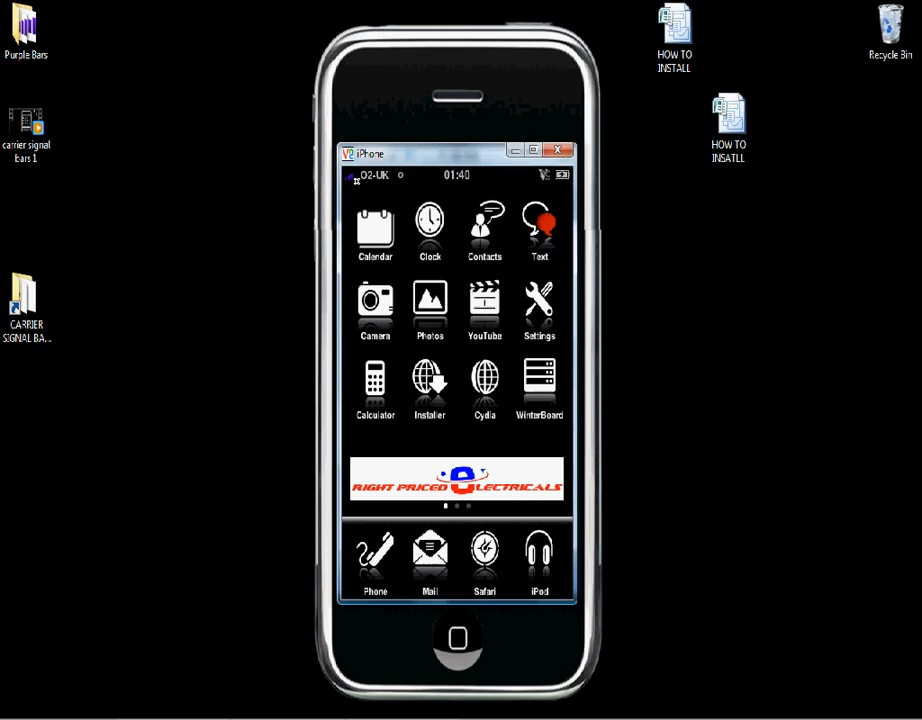 Purple Bars
HOW TO
INSTALL
Recycle Bin
carrier signal
bars 1
HOW TO
INSATLL
CARRIER
SIGNAL BA...
V2 iPhone
O2-UK
01:40
Calendar
Clock
Contacts
Text
Camera
Photos
YouTube
Settings
Calculator
Installer
Cydia
WinterBoard
RIGHT PRICED eLECTRICALS
Phone
Mail
Safari
iPod